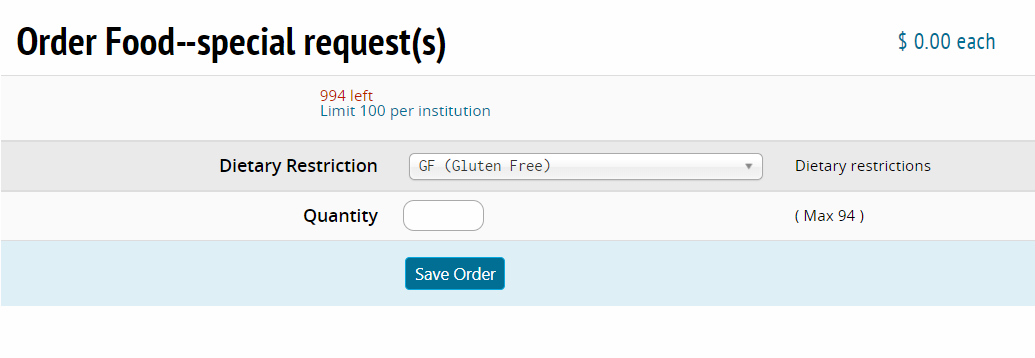 Order Food--special request(s)
$ 0.00 each
994 left
Limit 100 per institution
Dietary Restriction GF (Gluten Free) Dietary restrictions
Quantity ( Max 94 )
Save Order